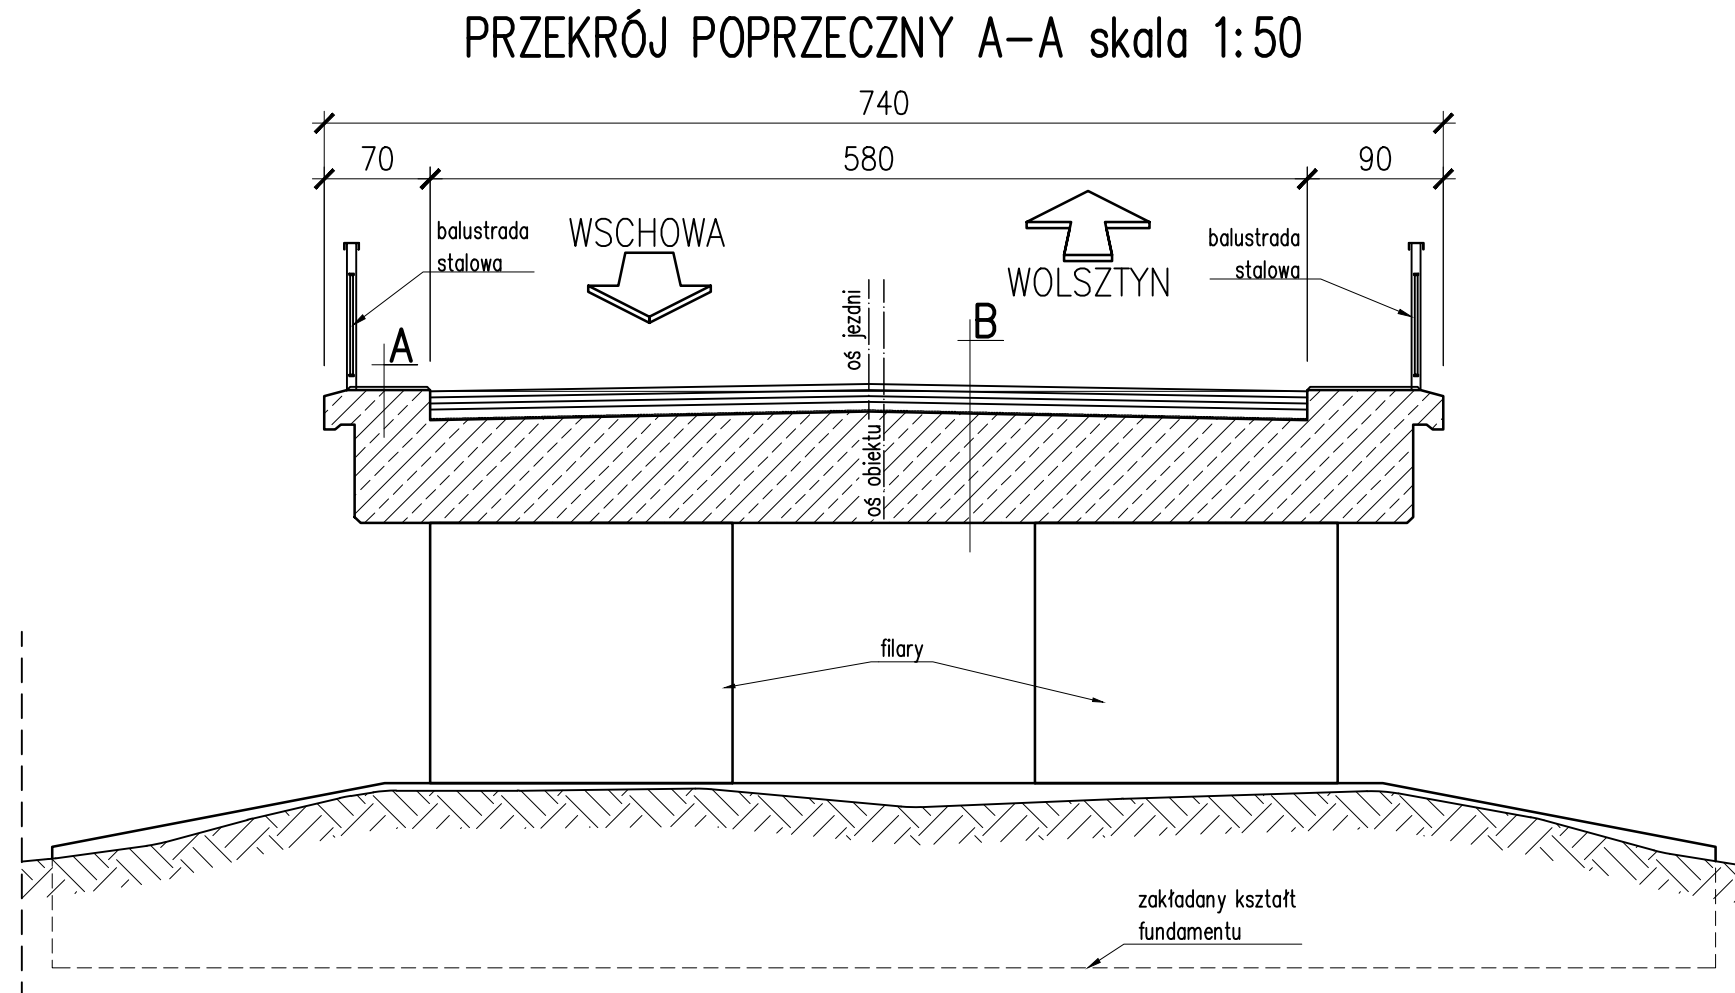 PRZEKRÓJ POPRZECZNY A-A skala 1:50
740
70
580
90
balustrada
stalowa
WSCHOWA
WOLSZTYN
balustrada
stalowa
oś jezdni
A
B
oś obiektu
filary
zakładany kształt
fundamentu